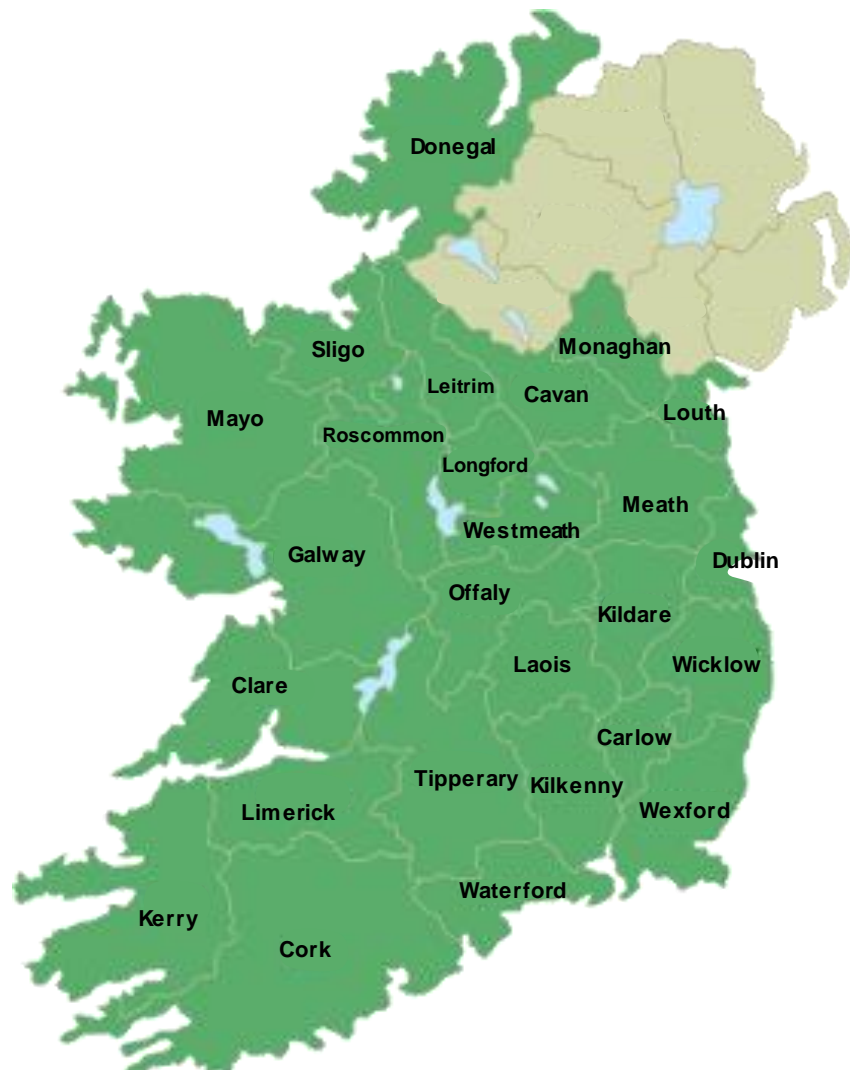 Donegal
Monaghan
Sligo
Leitrim
Cavan
Louth
Mayo
Roscommon
Longford
Meath
Westmeath
Galway
Dublin
Offaly
Kildare
Laois
Wicklow
Clare
Carlow
Tipperary
Kilkenny
Limerick
Wexford
Waterford
Kerry
Cork